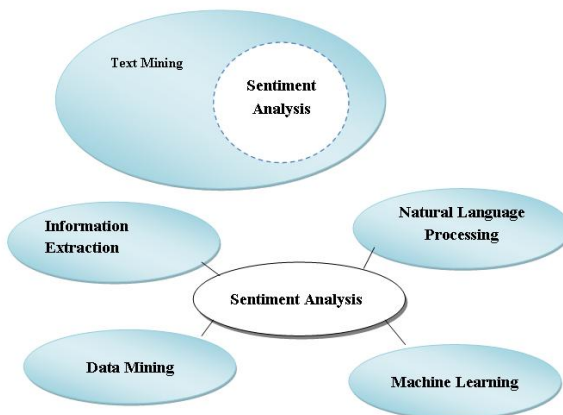 Text Mining
Sentiment
Analysis
Information
Extraction
Natural Language
Processing
Sentiment Analysis
Data Mining
Machine Learning